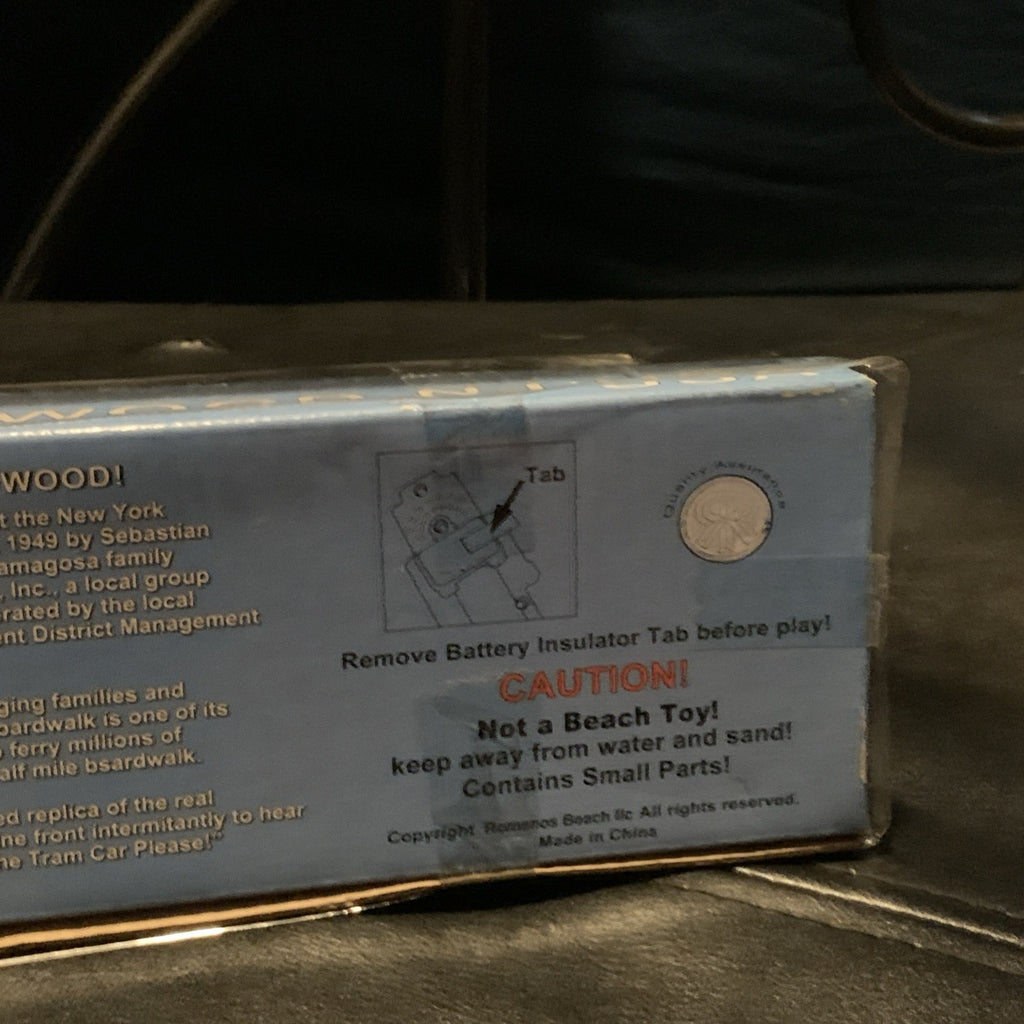 WOOD!
t the New York
1949 by Sebastian
amagosa family
, Inc., a local group
rated by the local
nt District Management
ging families and
oardwalk is one of its
o ferry millions of
alf mile bsardwalk.
ed replica of the real
ne front intermitantly to hear
he Tram Car Please!"
Tab
Quality Assurance
Remove Battery Insulator Tab before play!
CAUTION!
Not a Beach Toy!
keep away from water and sand!
Contains Small Parts!
Copyright Romanos Beach llc All rights reserved.
Made in China